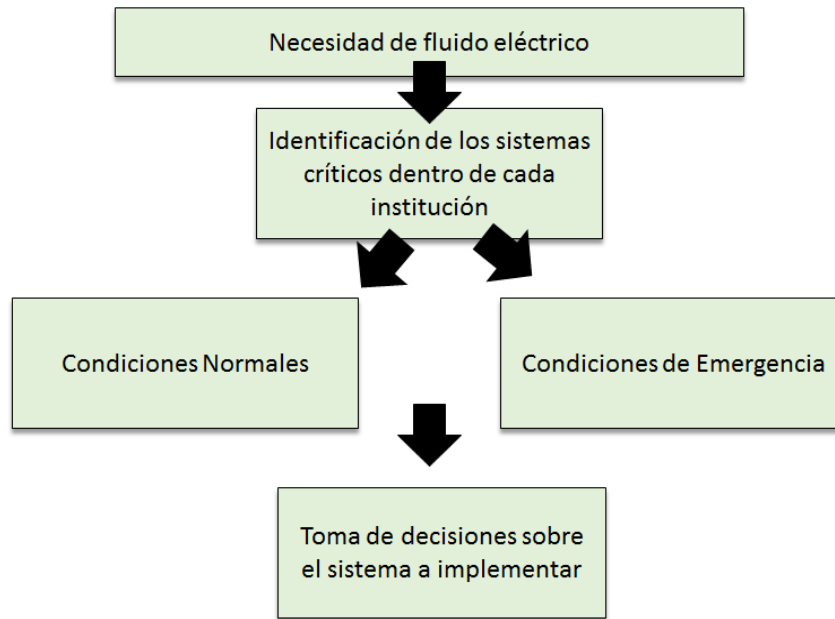 Necesidad de fluido eléctrico
Identificación de los sistemas
críticos dentro de cada
institución
Condiciones Normales
Condiciones de Emergencia
Toma de decisiones sobre
el sistema a implementar